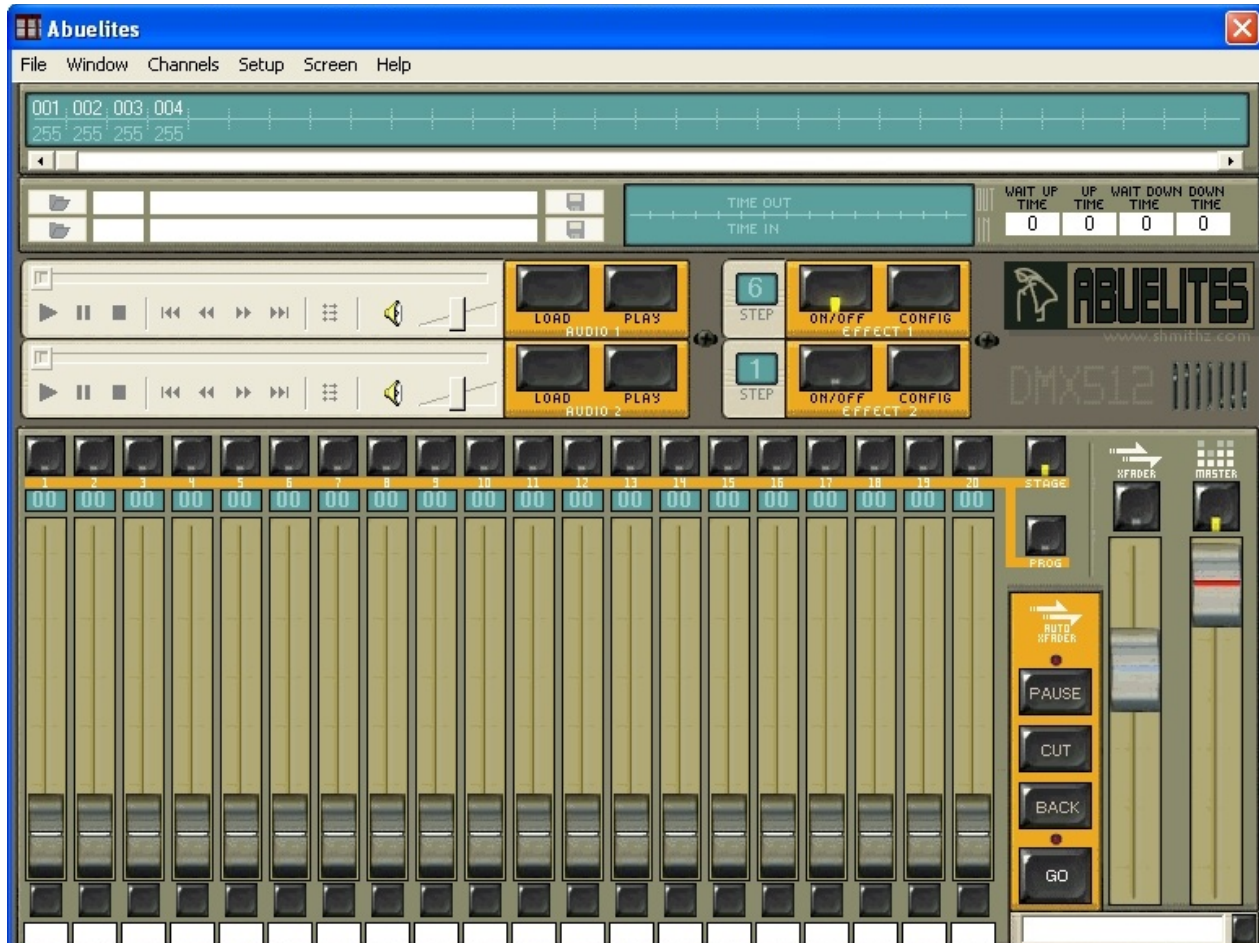 Abuelites
File Window Channels Setup Screen Help
001 002 003 004
255 255 255 255
TIME OUT
TIME IN
OUT
IN
WAIT UP TIME UP TIME WAIT DOWN TIME DOWN TIME
0 0 0 0
LOAD PLAY
AUDIO 1
6
STEP
ON/OFF CONFIG
EFFECT 1
ABUELITES
www.shmithz.com
LOAD PLAY
AUDIO 2
1
STEP
ON/OFF CONFIG
EFFECT 2
DMX512
1 2 3 4 5 6 7 8 9 10 11 12 13 14 15 16 17 18 19 20
00 00 00 00 00 00 00 00 00 00 00 00 00 00 00 00 00 00 00 00
STAGE
PROG
XFADER
MASTER
AUTO
XFADER
PAUSE
CUT
BACK
GO